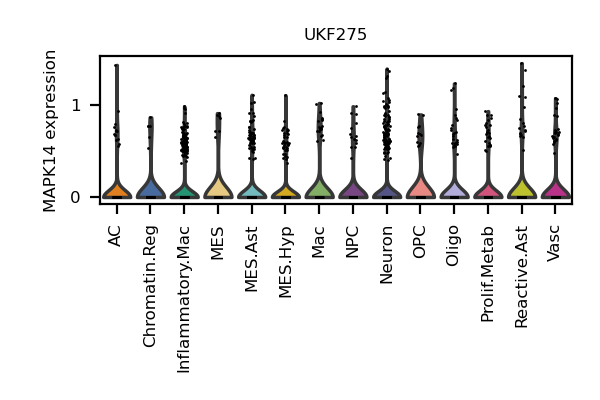 UKF275
MAPK14 expression
1
0
AC
Chromatin.Reg
Inflammatory.Mac
MES
MES.Ast
MES.Hyp
Mac
NPC
Neuron
OPC
Oligo
Prolif.Metab
Reactive.Ast
Vasc